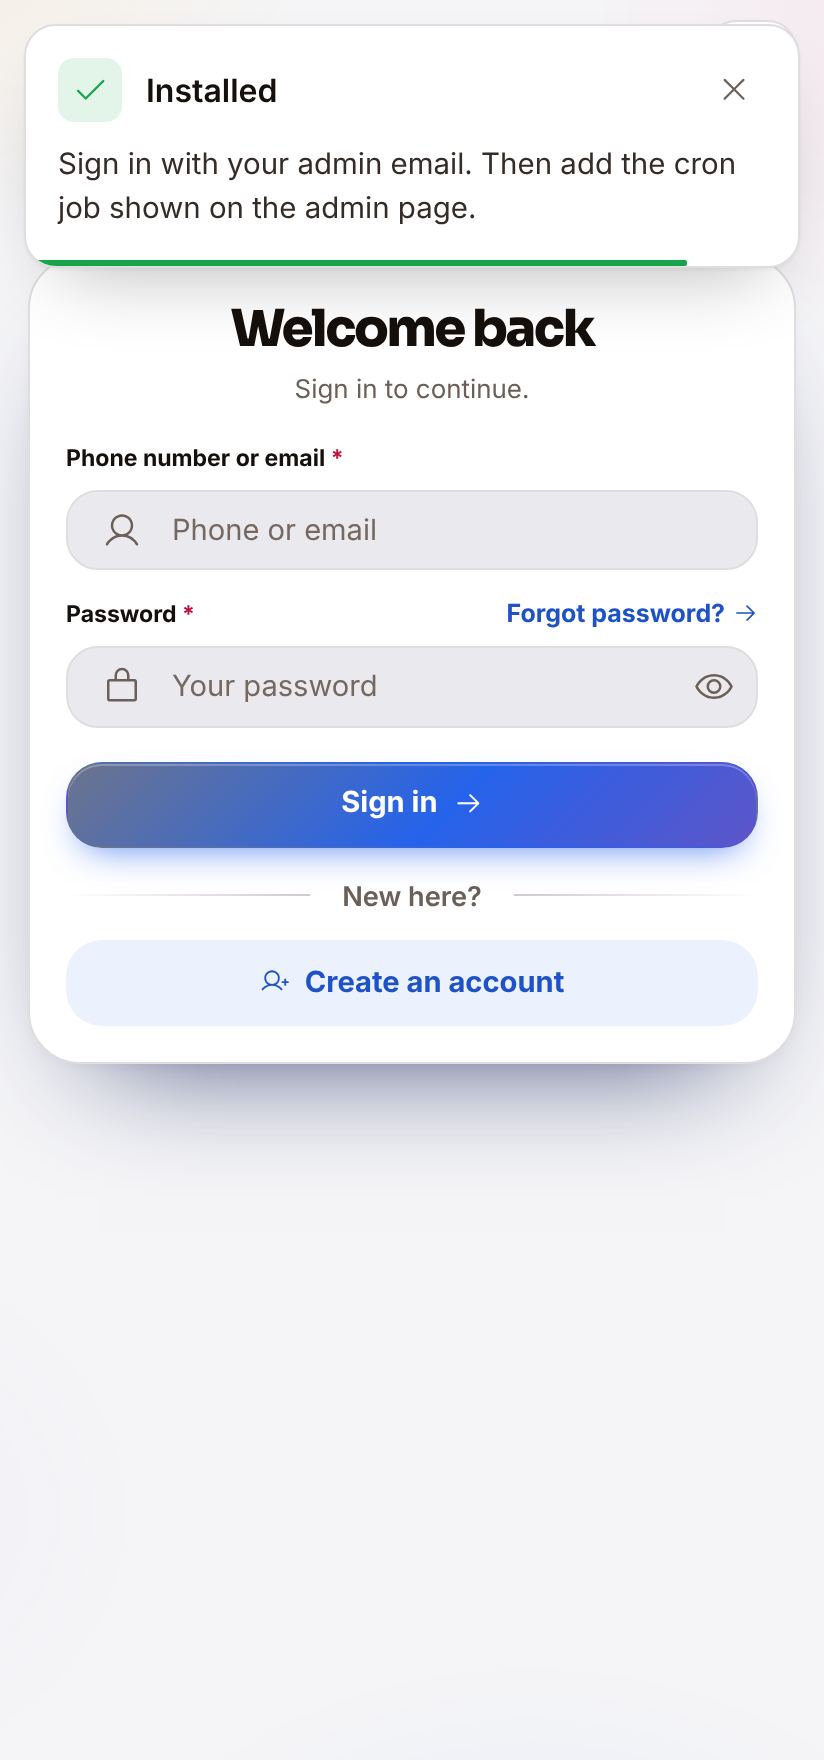 Installed
Sign in with your admin email. Then add the cron
job shown on the admin page.
Welcome back
Sign in to continue.
Phone number or email *
Phone or email
Password *
Forgot password?
Your password
Sign in
New here?
Create an account